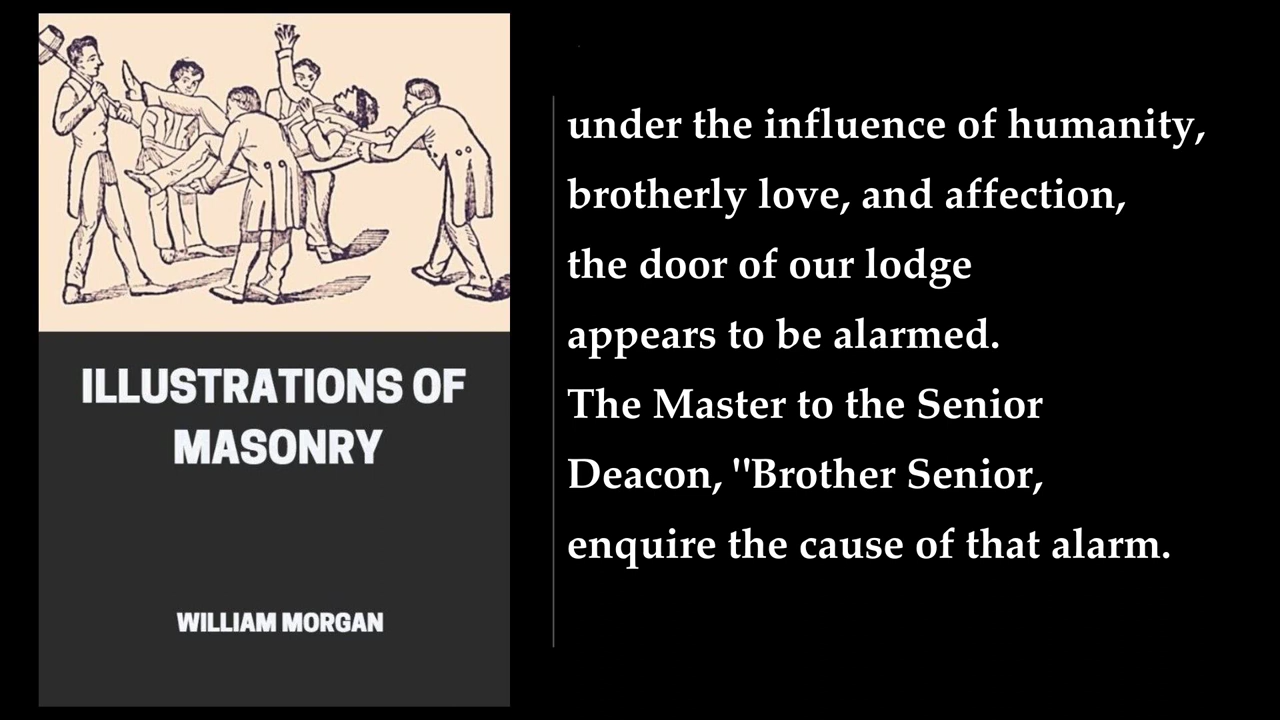 ILLUSTRATIONS OF
MASONRY
WILLIAM MORGAN
under the influence of humanity,
brotherly love, and affection,
the door of our lodge
appears to be alarmed.
The Master to the Senior
Deacon, "Brother Senior,
enquire the cause of that alarm.